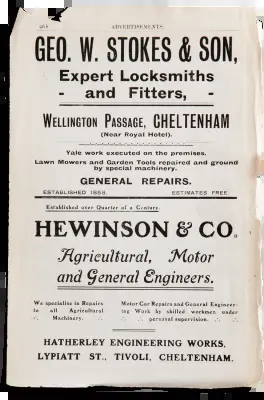 ADVERTISEMENTS.
GEO. W. STOKES & SON,
Expert Locksmiths
- and Fitters, -
WELLINGTON PASSAGE, CHELTENHAM
(Near Royal Hotel).
Yale work executed on the premises.
Lawn Mowers and Garden Tools repaired and ground
by special machinery.
GENERAL REPAIRS.
ESTABLISHED 1858. ESTIMATES FREE.
Established over Quarter of a Century.
HEWINSON & CO.
Agricultural, Motor
and General Engineers.
We specialise in Repairs
to all Agricultural
Machinery.
Motor Car Repairs and General Engineer-
ing Work by skilled workmen under
personal supervision.
HATHERLEY ENGINEERING WORKS,
LYPIATT ST., TIVOLI, CHELTENHAM.